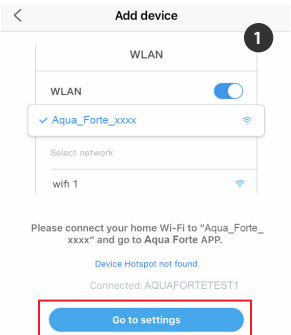 Add device
1
WLAN
WLAN
Aqua_Forte_xxxx
Select network
wifi 1
Please connect your home Wi-Fi to "Aqua_Forte_
xxxx" and go to Aqua Forte APP.
Device Hotspot not found
Connected: AQUAFORTETEST1
Go to settings